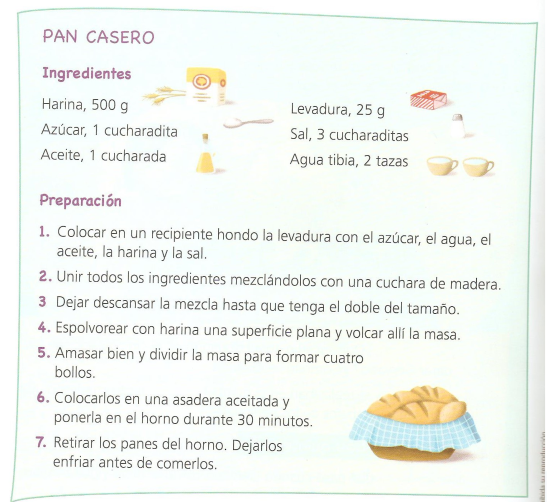 PAN CASERO
Ingredientes
Harina, 500 g
Azúcar, 1 cucharadita
Aceite, 1 cucharada
Levadura, 25 g
Sal, 3 cucharaditas
Agua tibia, 2 tazas
Preparación
1. Colocar en un recipiente hondo la levadura con el azúcar, el agua, el
aceite, la harina y la sal.
2. Unir todos los ingredientes mezclándolos con una cuchara de madera.
3 Dejar descansar la mezcla hasta que tenga el doble del tamaño.
4. Espolvorear con harina una superficie plana y volcar allí la masa.
5. Amasar bien y dividir la masa para formar cuatro
bollos.
6. Colocarlos en una asadera aceitada y
ponerla en el horno durante 30 minutos.
7. Retirar los panes del horno. Dejarlos
enfriar antes de comerlos.
su reproducción